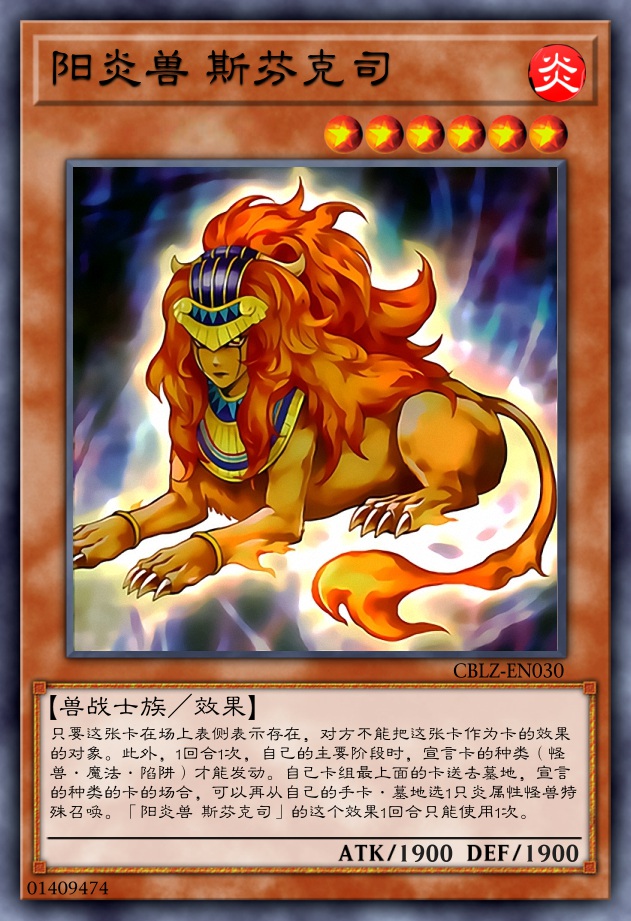 阳炎兽 斯芬克司
炎
CBLZ-EN030
【兽战士族／效果】
只要这张卡在场上表侧表示存在，对方不能把这张卡作为卡的效果
的对象。此外，1回合1次，自己的主要阶段时，宣言卡的种类（怪
兽·魔法·陷阱）才能发动。自己卡组最上面的卡送去墓地，宣言
的种类的卡的场合，可以再从自己的手卡·墓地选1只炎属性怪兽特
殊召唤。「阳炎兽 斯芬克司」的这个效果1回合只能使用1次。
ATK/1900 DEF/1900
01409474